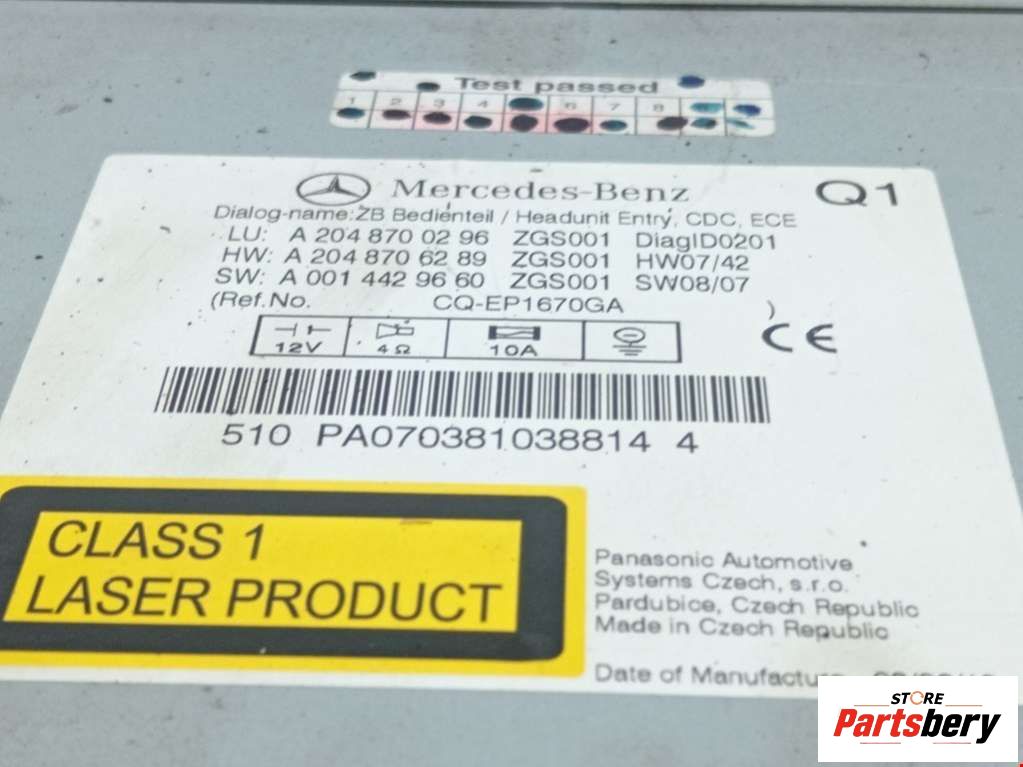 Test passed
1 2 3 4 6 7 8
Mercedes-Benz Q1
Dialog-name:ZB Bedienteil / Headunit Entry, CDC, ECE
LU: A 204 870 02 96 ZGS001 DiagID0201
HW: A 204 870 62 89 ZGS001 HW07/42
SW: A 001 442 96 60 ZGS001 SW08/07
(Ref.No. CQ-EP1670GA )
12V 4Ω 10A
CE
510 PA070381038814 4
CLASS 1
LASER PRODUCT
Panasonic Automotive
Systems Czech, s.r.o.
Pardubice, Czech Republic
Made in Czech Republic
Date of Manufacture
STORE
Partsbery